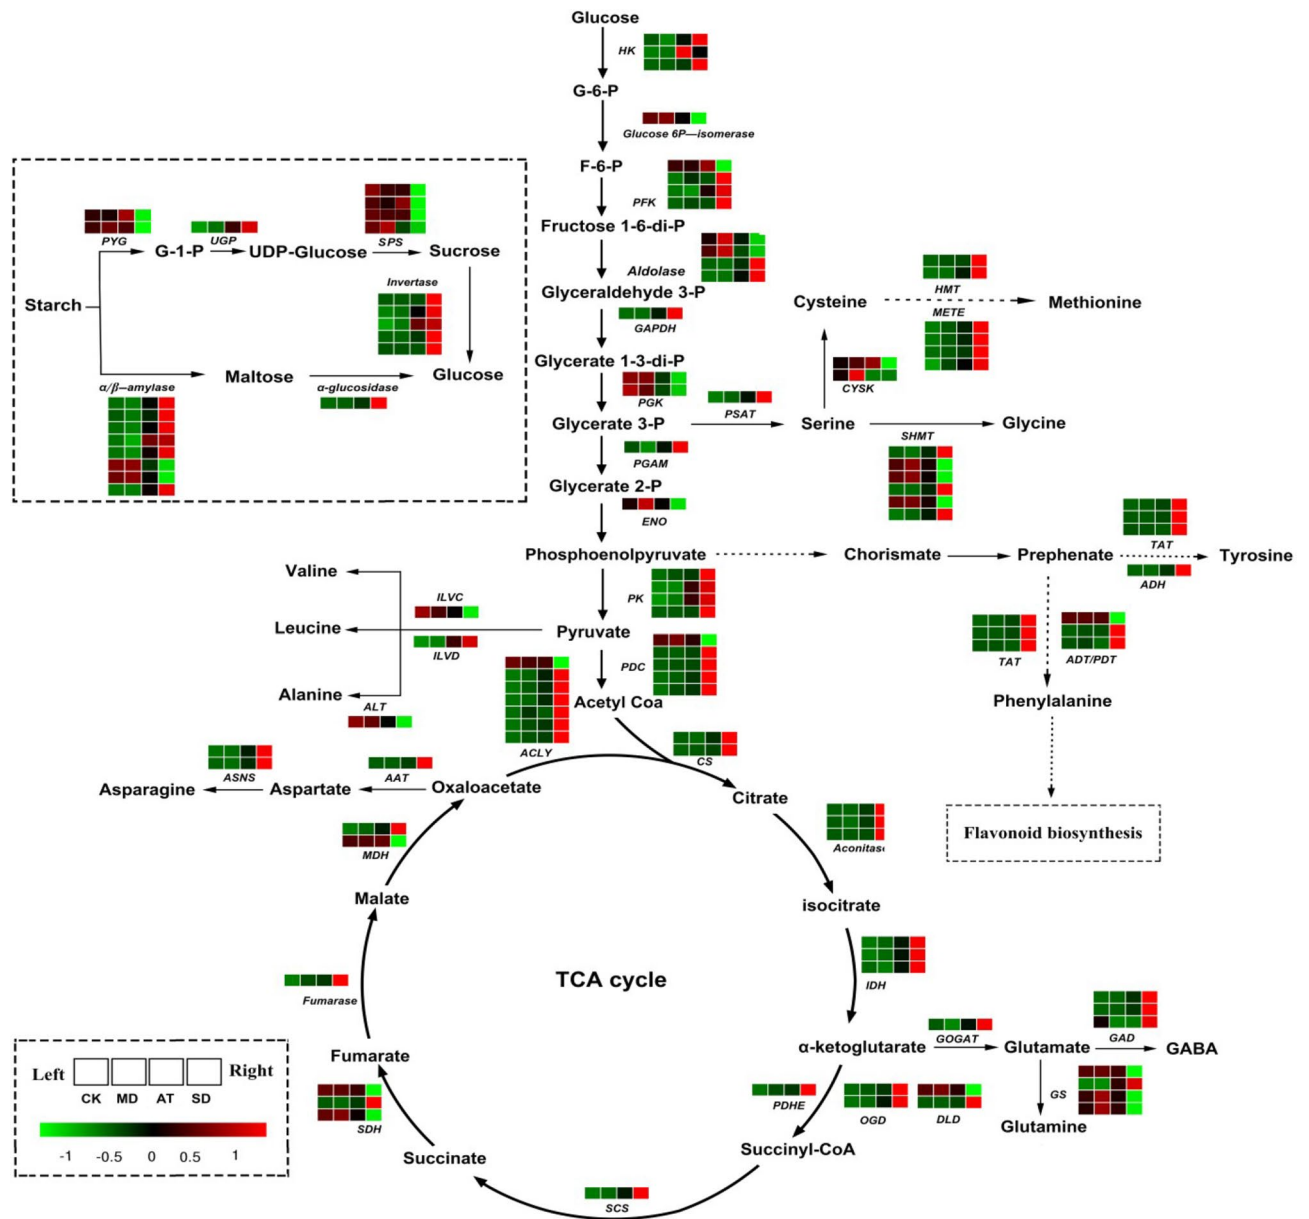 Glucose
HK
G-6-P
Glucose 6P—isomerase
F-6-P
PFK
Fructose 1-6-di-P
Aldolase
Glyceraldehyde 3-P
GAPDH
Glycerate 1-3-di-P
PGK
Glycerate 3-P
PSAT
Serine
SHMT
Glycine
PGAM
Glycerate 2-P
ENO
Phosphoenolpyruvate
PK
Pyruvate
PDC
Acetyl Coa
PYG
UGP
SPS
G-1-P
UDP-Glucose
Sucrose
Invertase
Starch
α/β—amylase
Maltose
α-glucosidase
Glucose
Cysteine
HMT
METE
Methionine
CYSK
Chorismate
Prephenate
TAT
ADH
Tyrosine
TAT
ADT/PDT
Phenylalanine
Flavonoid biosynthesis
Valine
ILVC
Leucine
ILVD
Alanine
ALT
ACLY
CS
ASNS
AAT
Asparagine
Aspartate
Oxaloacetate
Citrate
MDH
Aconitase
Malate
isocitrate
IDH
TCA cycle
Fumarase
GOGAT
GAD
Fumarate
α-ketoglutarate
Glutamate
GABA
GS
Glutamine
PDHE
OGD
DLD
SDH
Succinate
Succinyl-CoA
SCS
Left
Right
CK MD AT SD
-1 -0.5 0 0.5 1